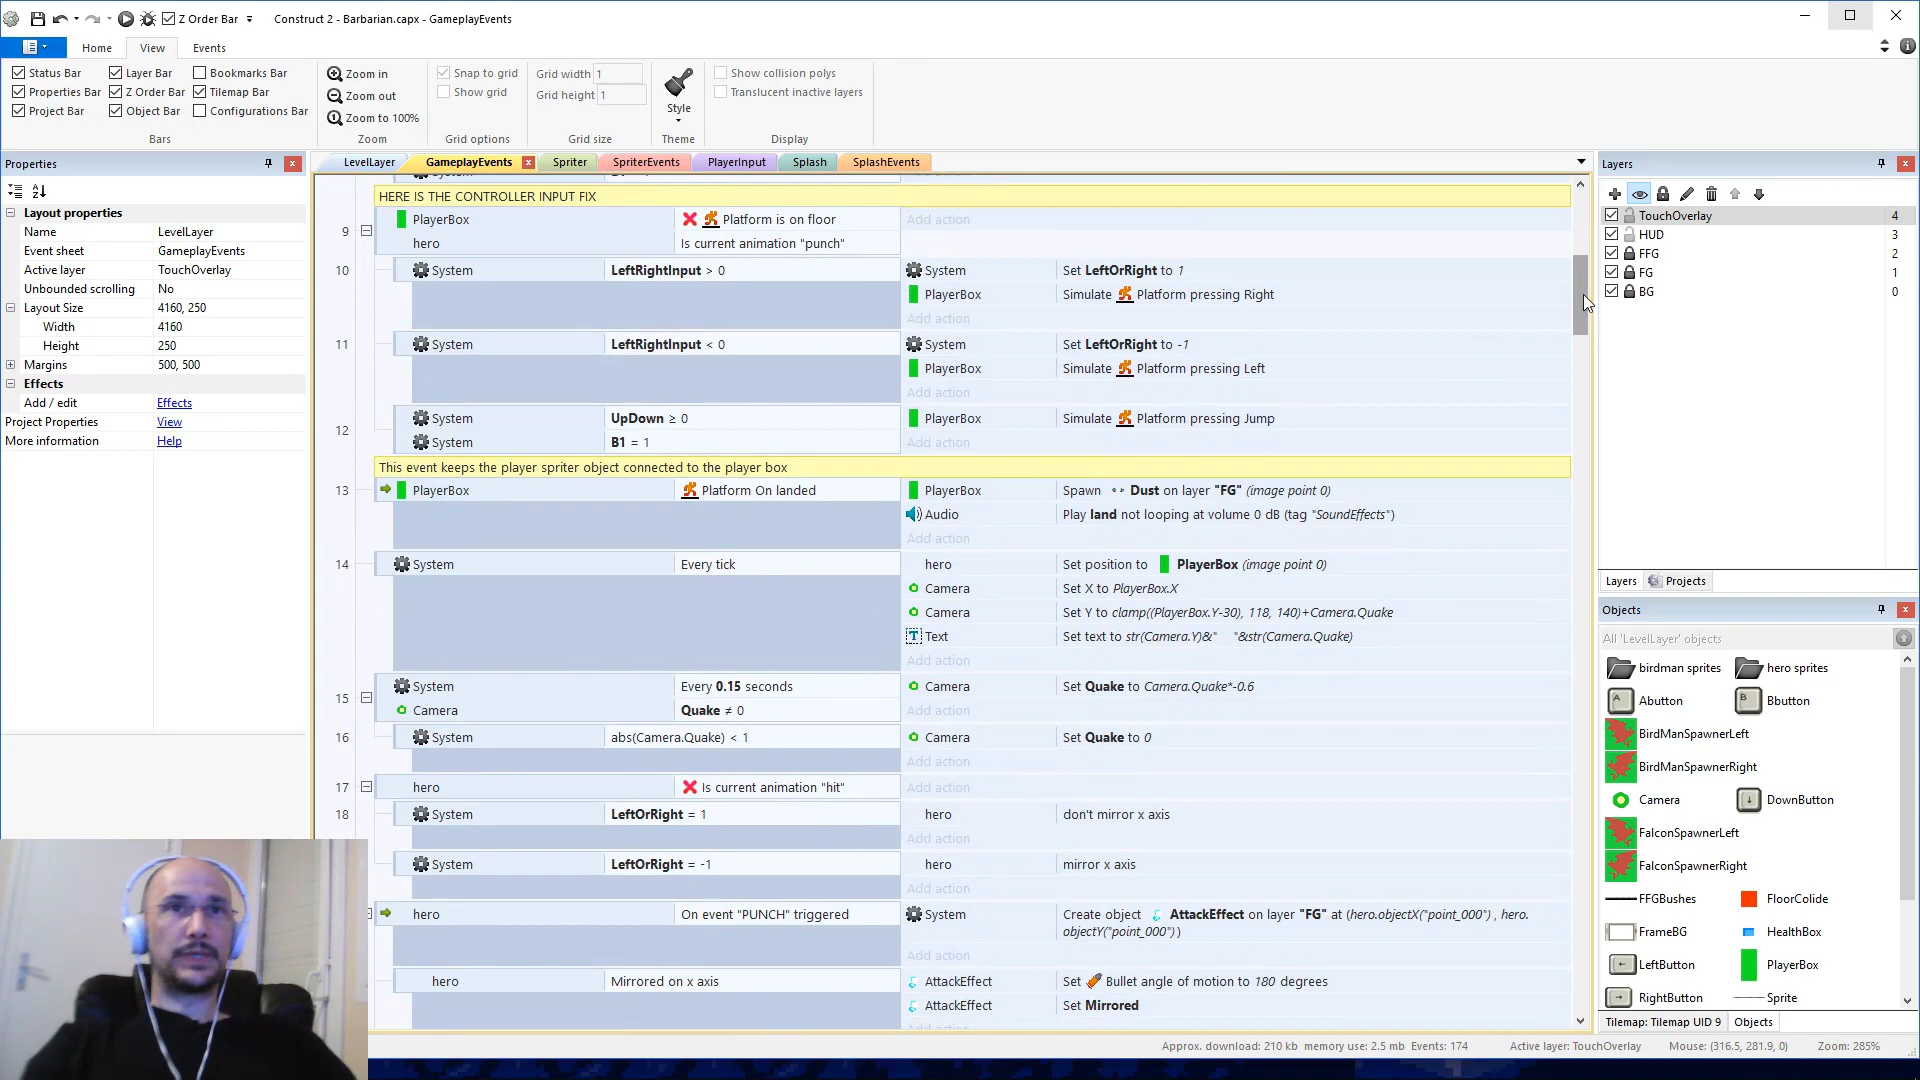 Z Order Bar
Construct 2 - Barbarian.capx - GameplayEvents
Home View Events
Status Bar Layer Bar Bookmarks Bar
Properties Bar Z Order Bar Tilemap Bar
Project Bar Object Bar Configurations Bar
Bars
Zoom in
Zoom out
Zoom to 100%
Zoom
Snap to grid
Show grid
Grid options
Grid width 1
Grid height 1
Grid size
Style
Theme
Show collision polys
Translucent inactive layers
Display
Properties
Layout properties
Name LevelLayer
Event sheet GameplayEvents
Active layer TouchOverlay
Unbounded scrolling No
Layout Size 4160, 250
Width 4160
Height 250
Margins 500, 500
Effects
Add / edit Effects
Project Properties View
More information Help
LevelLayer GameplayEvents Spriter SpriterEvents PlayerInput Splash SplashEvents
HERE IS THE CONTROLLER INPUT FIX
9 PlayerBox Platform is on floor Add action
hero Is current animation "punch"
10 System LeftRightInput > 0 System Set LeftOrRight to 1
PlayerBox Simulate Platform pressing Right
Add action
11 System LeftRightInput < 0 System Set LeftOrRight to -1
PlayerBox Simulate Platform pressing Left
Add action
12 System UpDown ≥ 0 PlayerBox Simulate Platform pressing Jump
System B1 = 1 Add action
This event keeps the player spriter object connected to the player box
13 PlayerBox Platform On landed PlayerBox Spawn Dust on layer "FG" (image point 0)
Audio Play land not looping at volume 0 dB (tag "SoundEffects")
Add action
14 System Every tick hero Set position to PlayerBox (image point 0)
Camera Set X to PlayerBox.X
Camera Set Y to clamp((PlayerBox.Y-30), 118, 140)+Camera.Quake
Text Set text to str(Camera.Y)&" "&str(Camera.Quake)
Add action
15 System Every 0.15 seconds Camera Set Quake to Camera.Quake*-0.6
Camera Quake ≠ 0 Add action
16 System abs(Camera.Quake) < 1 Camera Set Quake to 0
Add action
17 hero Is current animation "hit" Add action
18 System LeftOrRight = 1 hero don't mirror x axis
Add action
System LeftOrRight = -1 hero mirror x axis
Add action
hero On event "PUNCH" triggered System Create object AttackEffect on layer "FG" at (hero.objectX("point_000") , hero.
objectY("point_000"))
Add action
hero Mirrored on x axis AttackEffect Set Bullet angle of motion to 180 degrees
AttackEffect Set Mirrored
Layers
TouchOverlay 4
HUD 3
FFG 2
FG 1
BG 0
Layers Projects
Objects
All 'LevelLayer' objects
birdman sprites hero sprites
Abutton Bbutton
BirdManSpawnerLeft
BirdManSpawnerRight
Camera DownButton
FalconSpawnerLeft
FalconSpawnerRight
FFGBushes FloorColide
FrameBG HealthBox
LeftButton PlayerBox
RightButton Sprite
Tilemap: Tilemap UID 9 Objects
Approx. download: 210 kb memory use: 2.5 mb Events: 174 Active layer: TouchOverlay Mouse: (316.5, 281.9, 0) Zoom: 285%